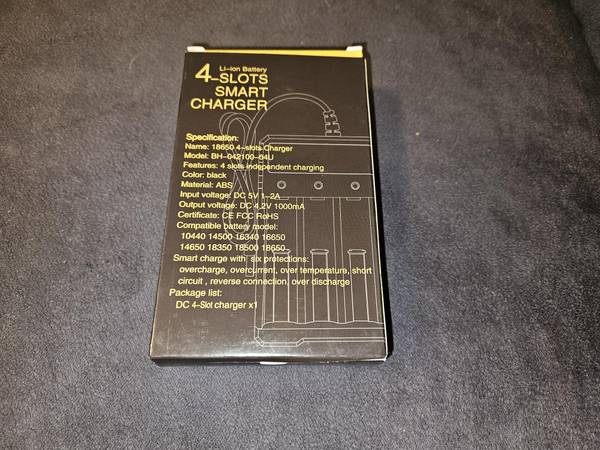 Li-ion Battery
4-SLOTS
SMART
CHARGER
Specification:
Name: 18650 4-slots Charger
Model: BH-042100-04U
Features: 4 slots independent charging
Color: black
Material: ABS
Input voltage: DC 5V 1-2A
Output voltage: DC 4.2V 1000mA
Certificate: CE FCC RoHS
Compatible battery model:
10440 14500 16340 16650
14650 18350 18500 18650
Smart charge with six protections:
overcharge, overcurrent, over temperature, short
circuit , reverse connection, over discharge
Package list:
DC 4-Slot charger x1